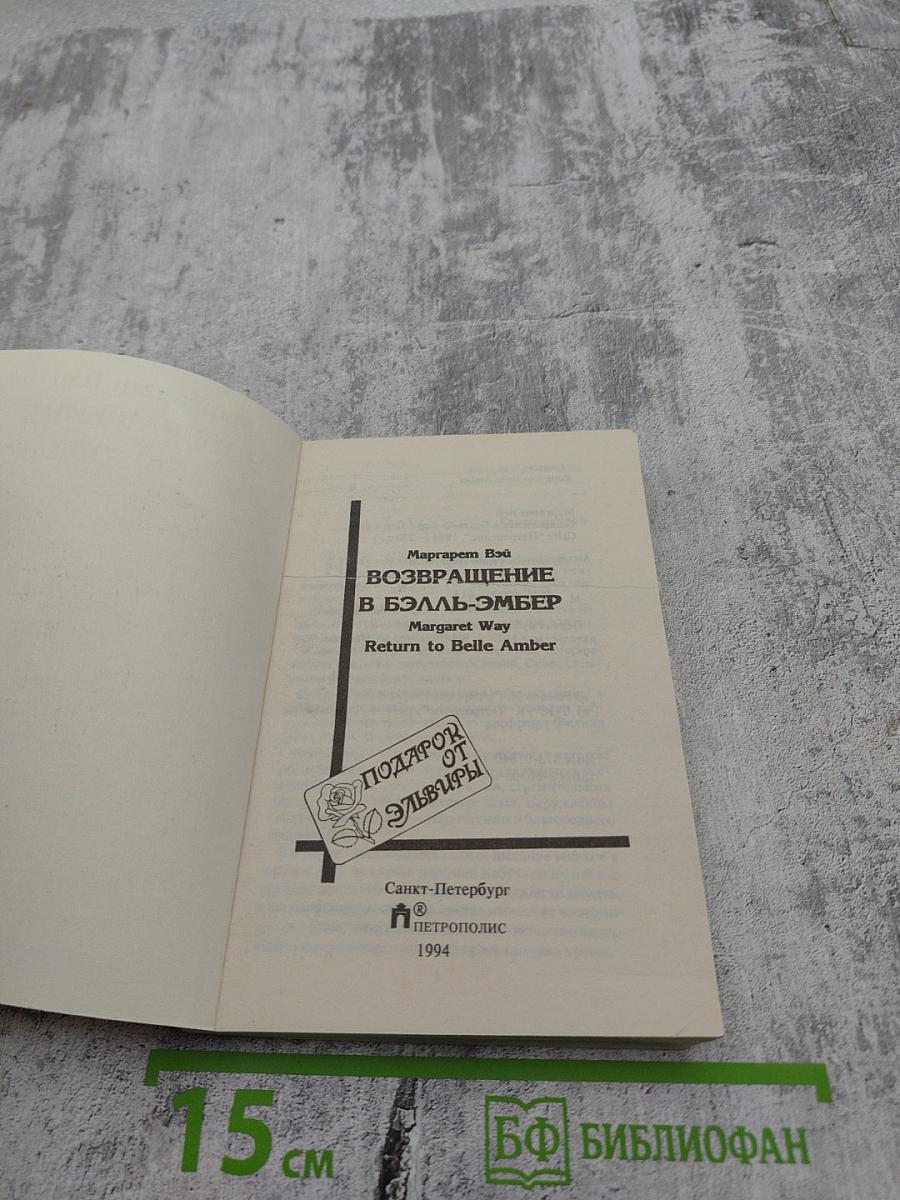 Маргарет Вэй
ВОЗВРАЩЕНИЕ
В БЭЛЛЬ-ЭМБЕР
Margaret Way
Return to Belle Amber
ПОДАРОК
ОТ
ЭЛЬВИРЫ
Санкт-Петербург
®
ПЕТРОПОЛИС
1994
15 см
БФ БИБЛИОФАН